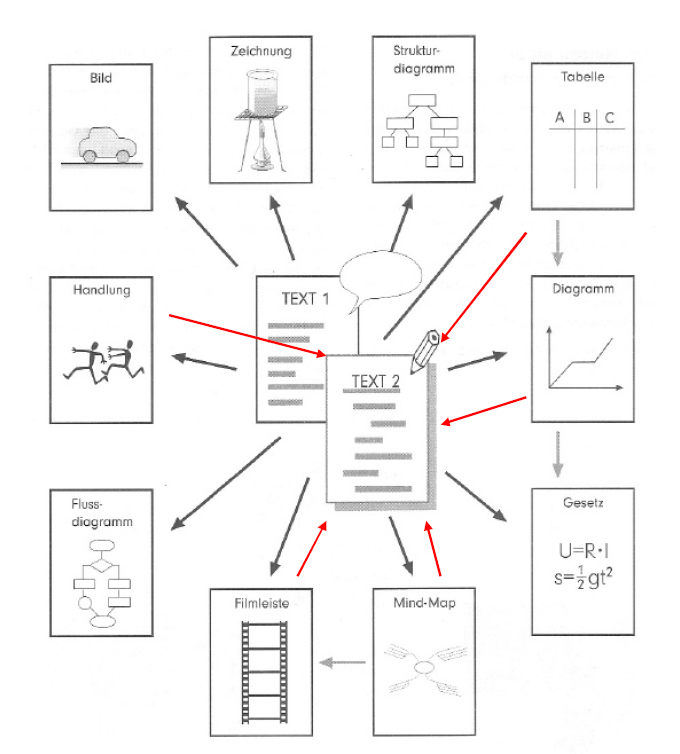 Zeichnung
Struktur-
diagramm
Bild
Tabelle
A B C
Handlung
TEXT 1
Diagramm
TEXT 2
Fluss-
diagramm
Gesetz
U=R·I
s=½gt²
Filmleiste
Mind-Map